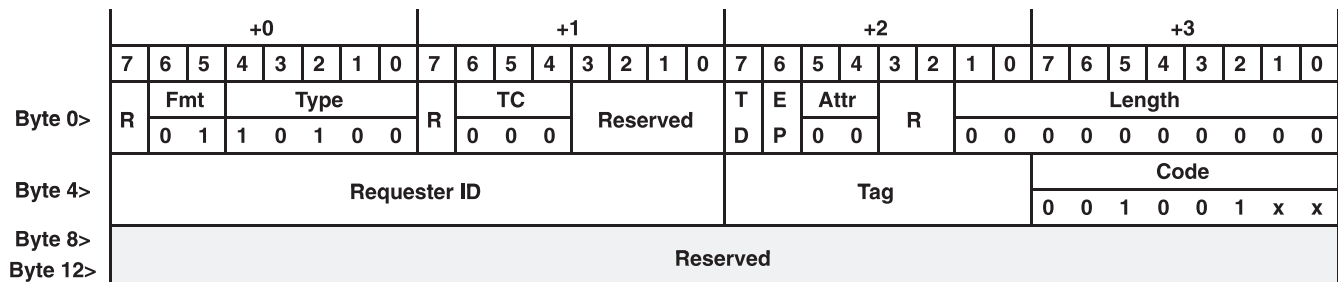 +0 +1 +2 +3
7 6 5 4 3 2 1 0 7 6 5 4 3 2 1 0 7 6 5 4 3 2 1 0 7 6 5 4 3 2 1 0
Byte 0> R Fmt Type R TC Reserved T D E P Attr R Length
0 1 1 0 1 0 0 0 0 0 0 0 0 0 0 0 0 0 0 0 0 0
Byte 4> Requester ID Tag Code
0 0 1 0 0 1 x x
Byte 8> Reserved
Byte 12>